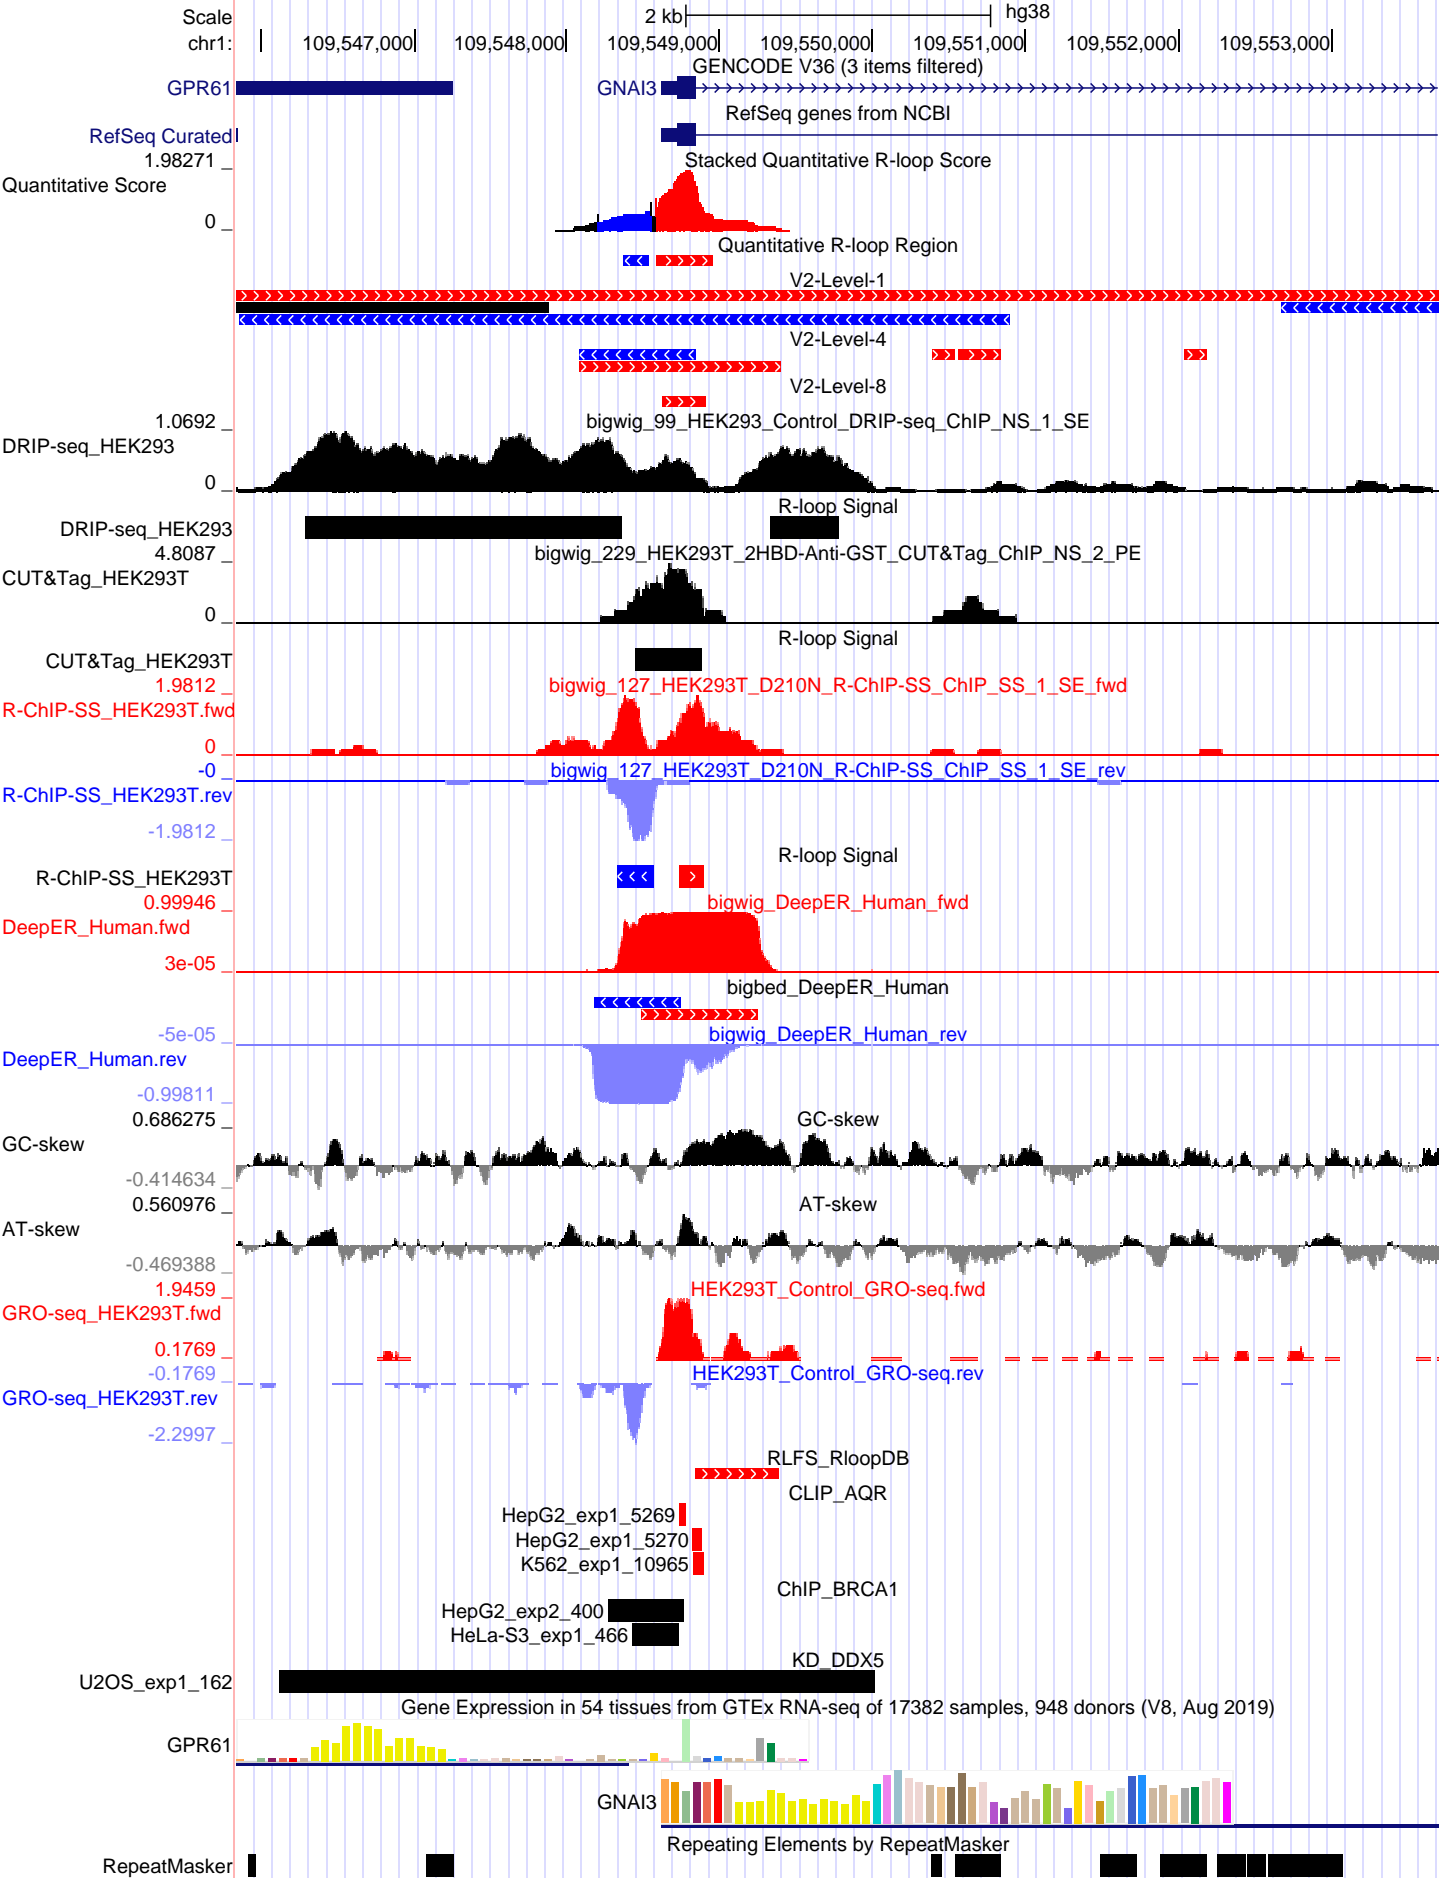 Scale 2 kb hg38
chr1: 109,547,000 109,548,000 109,549,000 109,550,000 109,551,000 109,552,000 109,553,000
GENCODE V36 (3 items filtered)
GPR61 GNAI3
RefSeq genes from NCBI
RefSeq Curated
1.98271 Stacked Quantitative R-loop Score
Quantitative Score
0
Quantitative R-loop Region
V2-Level-1
V2-Level-4
V2-Level-8
1.0692 bigwig_99_HEK293_Control_DRIP-seq_ChIP_NS_1_SE
DRIP-seq_HEK293
0
R-loop Signal
DRIP-seq_HEK293
4.8087 bigwig_229_HEK293T_2HBD-Anti-GST_CUT&Tag_ChIP_NS_2_PE
CUT&Tag_HEK293T
0
R-loop Signal
CUT&Tag_HEK293T
1.9812 bigwig_127_HEK293T_D210N_R-ChIP-SS_ChIP_SS_1_SE_fwd
R-ChIP-SS_HEK293T.fwd
0
-0 bigwig_127_HEK293T_D210N_R-ChIP-SS_ChIP_SS_1_SE_rev
R-ChIP-SS_HEK293T.rev
-1.9812
R-loop Signal
R-ChIP-SS_HEK293T
0.99946 bigwig_DeepER_Human_fwd
DeepER_Human.fwd
3e-05
bigbed_DeepER_Human
-5e-05 bigwig_DeepER_Human_rev
DeepER_Human.rev
-0.99811
0.686275 GC-skew
GC-skew
-0.414634
0.560976 AT-skew
AT-skew
-0.469388
1.9459 HEK293T_Control_GRO-seq.fwd
GRO-seq_HEK293T.fwd
0.1769
-0.1769 HEK293T_Control_GRO-seq.rev
GRO-seq_HEK293T.rev
-2.2997
RLFS_RloopDB
CLIP_AQR
HepG2_exp1_5269
HepG2_exp1_5270
K562_exp1_10965
ChIP_BRCA1
HepG2_exp2_400
HeLa-S3_exp1_466
KD_DDX5
U2OS_exp1_162
Gene Expression in 54 tissues from GTEx RNA-seq of 17382 samples, 948 donors (V8, Aug 2019)
GPR61
GNAI3
Repeating Elements by RepeatMasker
RepeatMasker